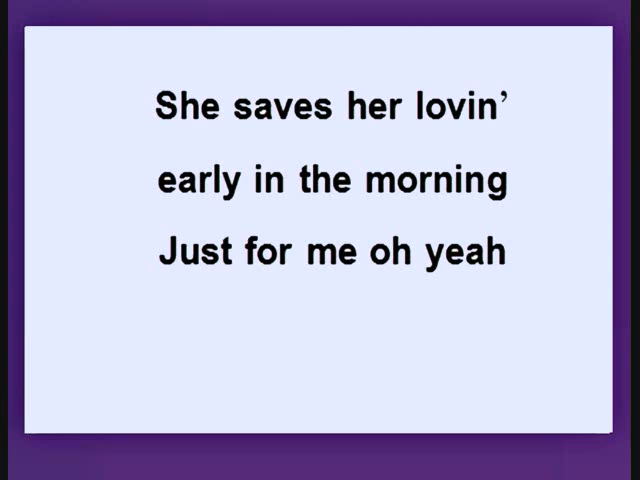 She saves her lovin’
early in the morning
Just for me oh yeah